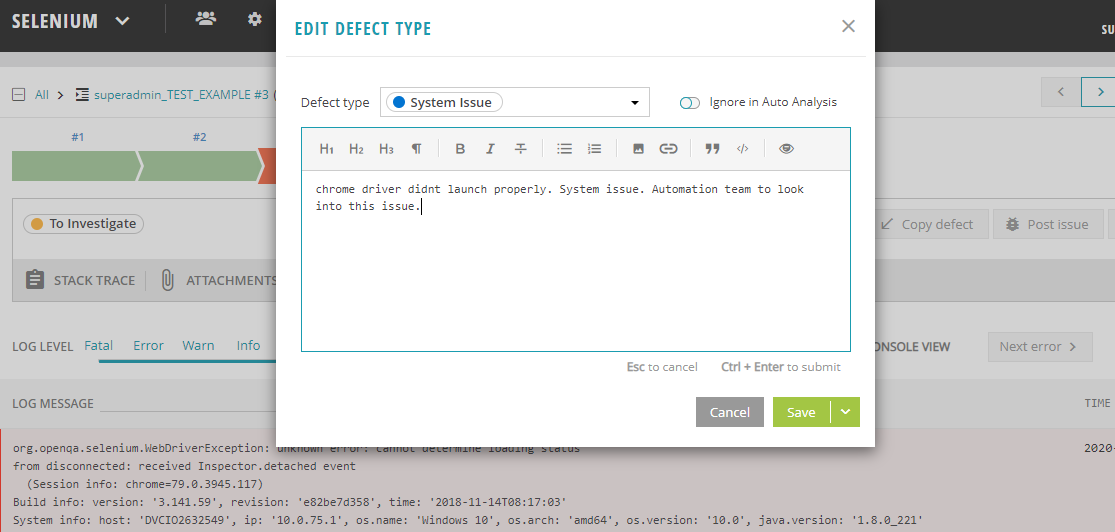 SELENIUM
SU
EDIT DEFECT TYPE
All > superadmin_TEST_EXAMPLE #3 (
Defect type System Issue Ignore in Auto Analysis
#1 #2
H1 H2 H3 ¶ B I T
chrome driver didnt launch properly. System issue. Automation team to look
into this issue.
To Investigate
Copy defect Post issue
STACK TRACE ATTACHMENTS
LOG LEVEL Fatal Error Warn Info
ONSOLE VIEW Next error >
Esc to cancel Ctrl + Enter to submit
LOG MESSAGE
TIME
Cancel Save
org.openqa.selenium.WebDriverException: unknown error: cannot determine loading status
2020-
from disconnected: received Inspector.detached event
(Session info: chrome=79.0.3945.117)
Build info: version: '3.141.59', revision: 'e82be7d358', time: '2018-11-14T08:17:03'
System info: host: 'DVCIO2632549', ip: '10.0.75.1', os.name: 'Windows 10', os.arch: 'amd64', os.version: '10.0', java.version: '1.8.0_221'